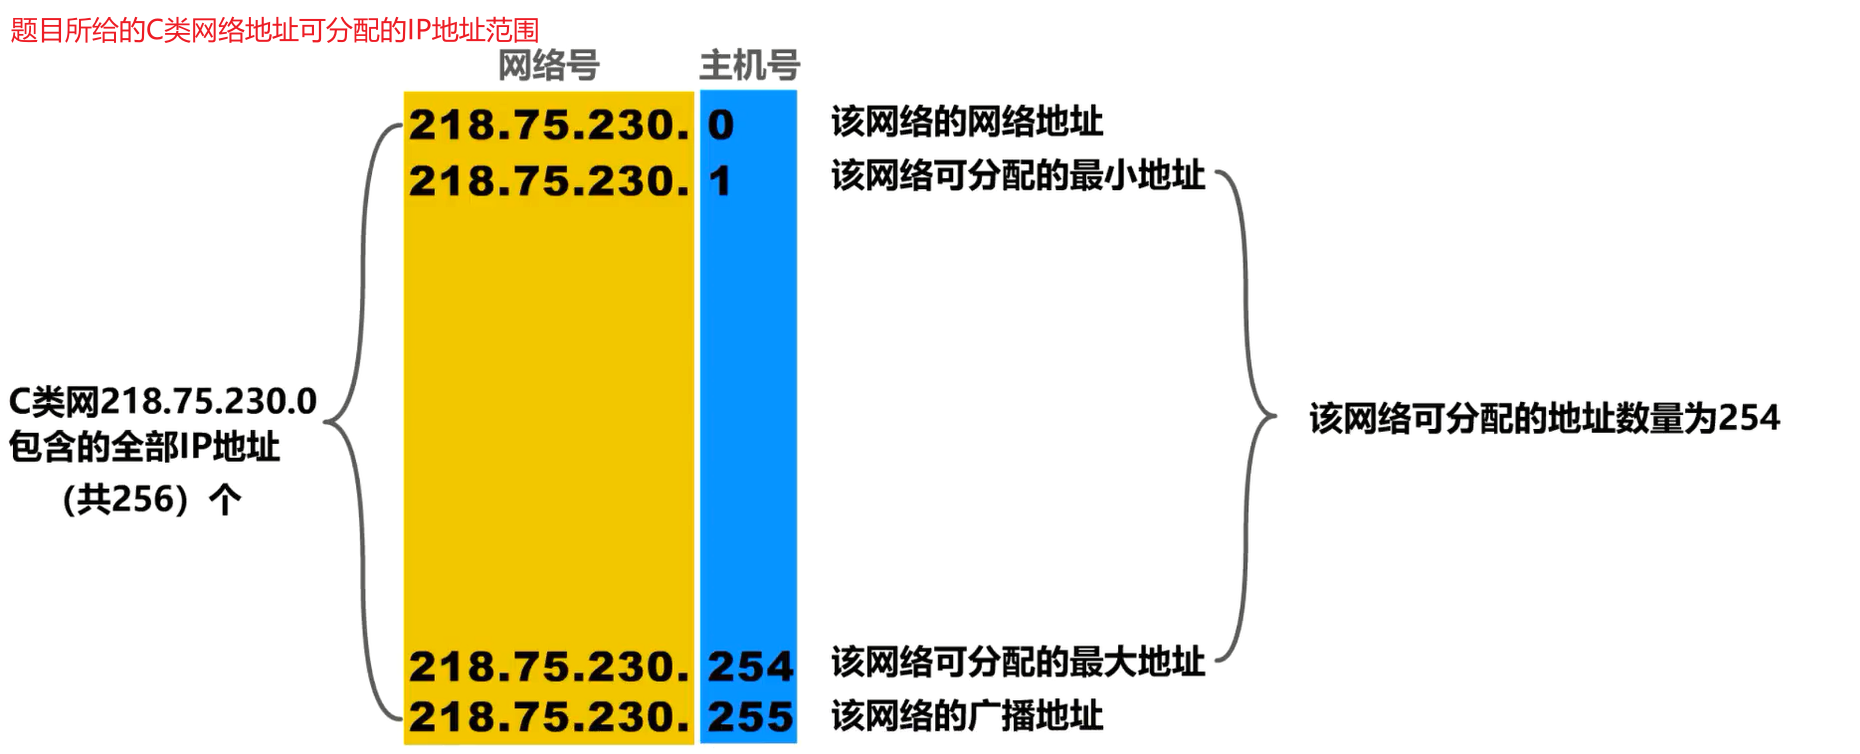 题目所给的C类网络地址可分配的IP地址范围
网络号 主机号
218.75.230. 0 该网络的网络地址
218.75.230. 1 该网络可分配的最小地址
C类网218.75.230.0
包含的全部IP地址
（共256）个
该网络可分配的地址数量为254
218.75.230. 254 该网络可分配的最大地址
218.75.230. 255 该网络的广播地址